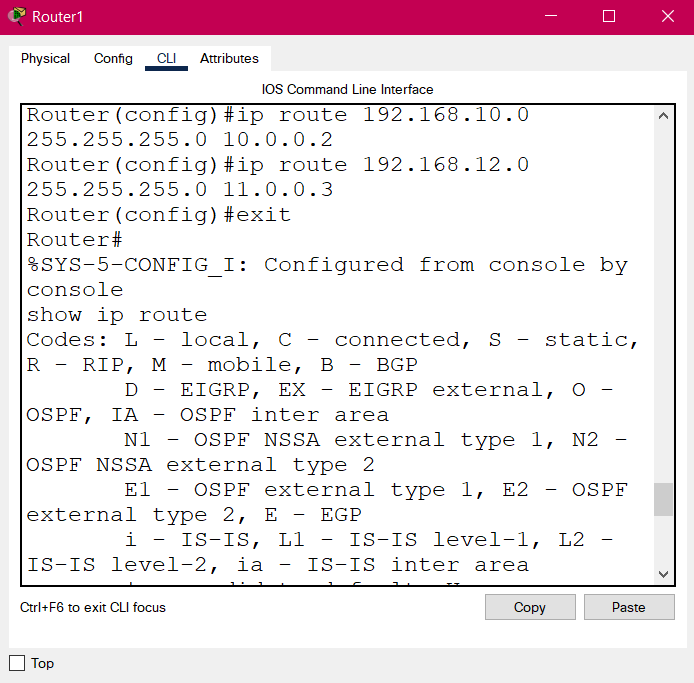 Router1
Physical Config CLI Attributes
IOS Command Line Interface
Router(config)#ip route 192.168.10.0
255.255.255.0 10.0.0.2
Router(config)#ip route 192.168.12.0
255.255.255.0 11.0.0.3
Router(config)#exit
Router#
%SYS-5-CONFIG_I: Configured from console by
console
show ip route
Codes: L - local, C - connected, S - static,
R - RIP, M - mobile, B - BGP
D - EIGRP, EX - EIGRP external, O -
OSPF, IA - OSPF inter area
N1 - OSPF NSSA external type 1, N2 -
OSPF NSSA external type 2
E1 - OSPF external type 1, E2 - OSPF
external type 2, E - EGP
i - IS-IS, L1 - IS-IS level-1, L2 -
IS-IS level-2, ia - IS-IS inter area
Ctrl+F6 to exit CLI focus
Copy Paste
Top